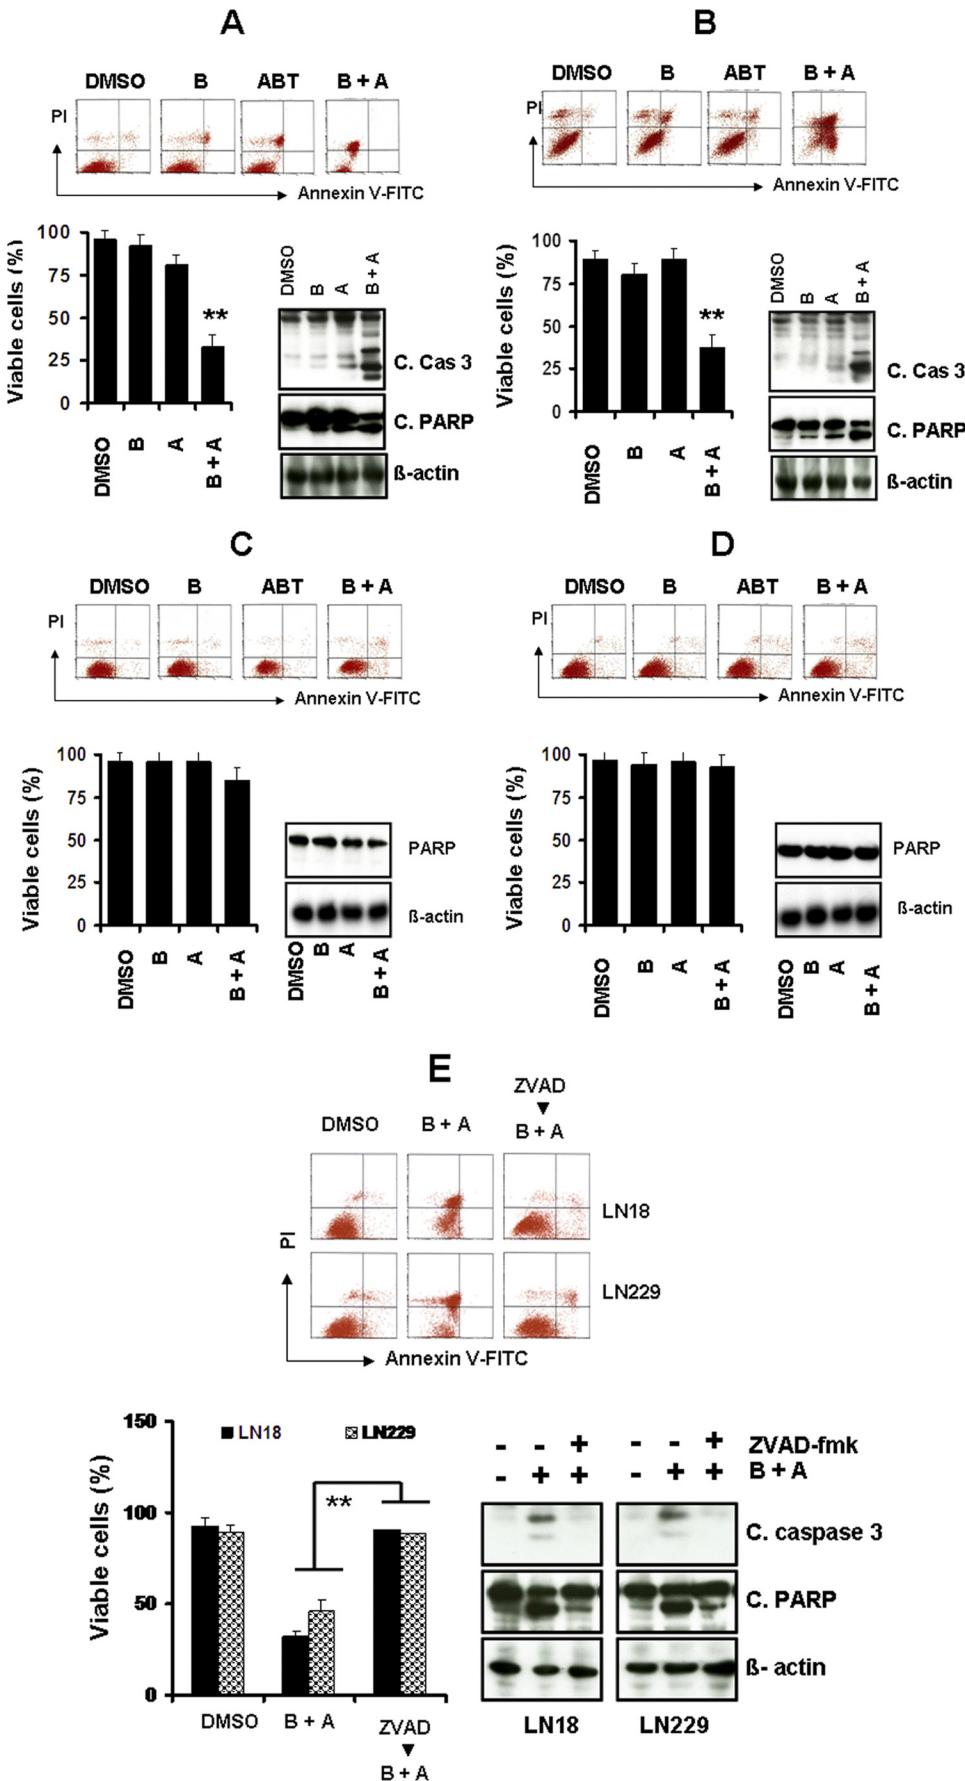 A
DMSO B ABT B + A
PI
Annexin V-FITC
Viable cells (%)
100
75
50
25
0
**
DMSO B A B + A
DMSO B A B + A
C. Cas 3
C. PARP
ß-actin
B
DMSO B ABT B + A
PI
Annexin V-FITC
Viable cells (%)
100
75
50
25
0
**
DMSO B A B + A
DMSO B A B + A
C. Cas 3
C. PARP
ß-actin
C
DMSO B ABT B + A
PI
Annexin V-FITC
Viable cells (%)
100
75
50
25
0
DMSO B A B + A
PARP
ß-actin
DMSO B A B + A
D
DMSO B ABT B + A
PI
Annexin V-FITC
Viable cells (%)
100
75
50
25
0
DMSO B A B + A
PARP
ß-actin
DMSO B A B + A
E
ZVAD
DMSO B + A ▼
B + A
LN18
LN229
PI
Annexin V-FITC
Viable cells (%)
150
100
50
0
LN18 LN229
**
DMSO B + A ZVAD
▼
B + A
- - + - - + ZVAD-fmk
- + + - + + B + A
C. caspase 3
C. PARP
ß- actin
LN18 LN229